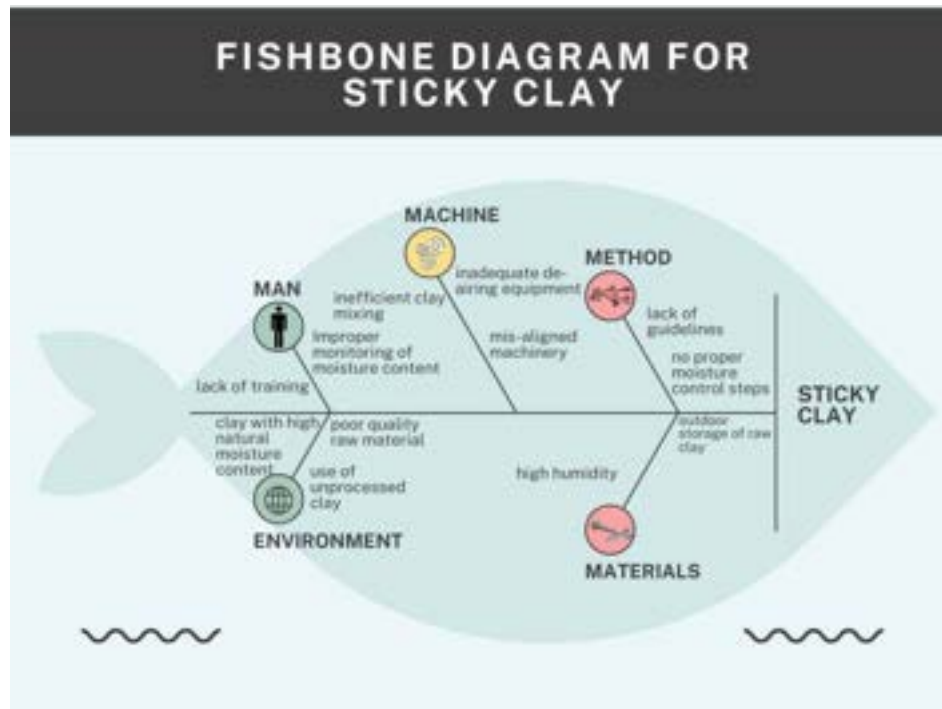 FISHBONE DIAGRAM FOR
STICKY CLAY
MACHINE
inadequate de-
airing equipment
inefficient clay
mixing
mis-aligned
machinery
METHOD
lack of
guidelines
no proper
moisture
control steps
MAN
Improper
monitoring of
moisture content
lack of training
STICKY
CLAY
clay with high
natural
moisture
content
poor quality
raw material
use of
unprocessed
clay
ENVIRONMENT
outdoor
storage of raw
clay
high humidity
MATERIALS